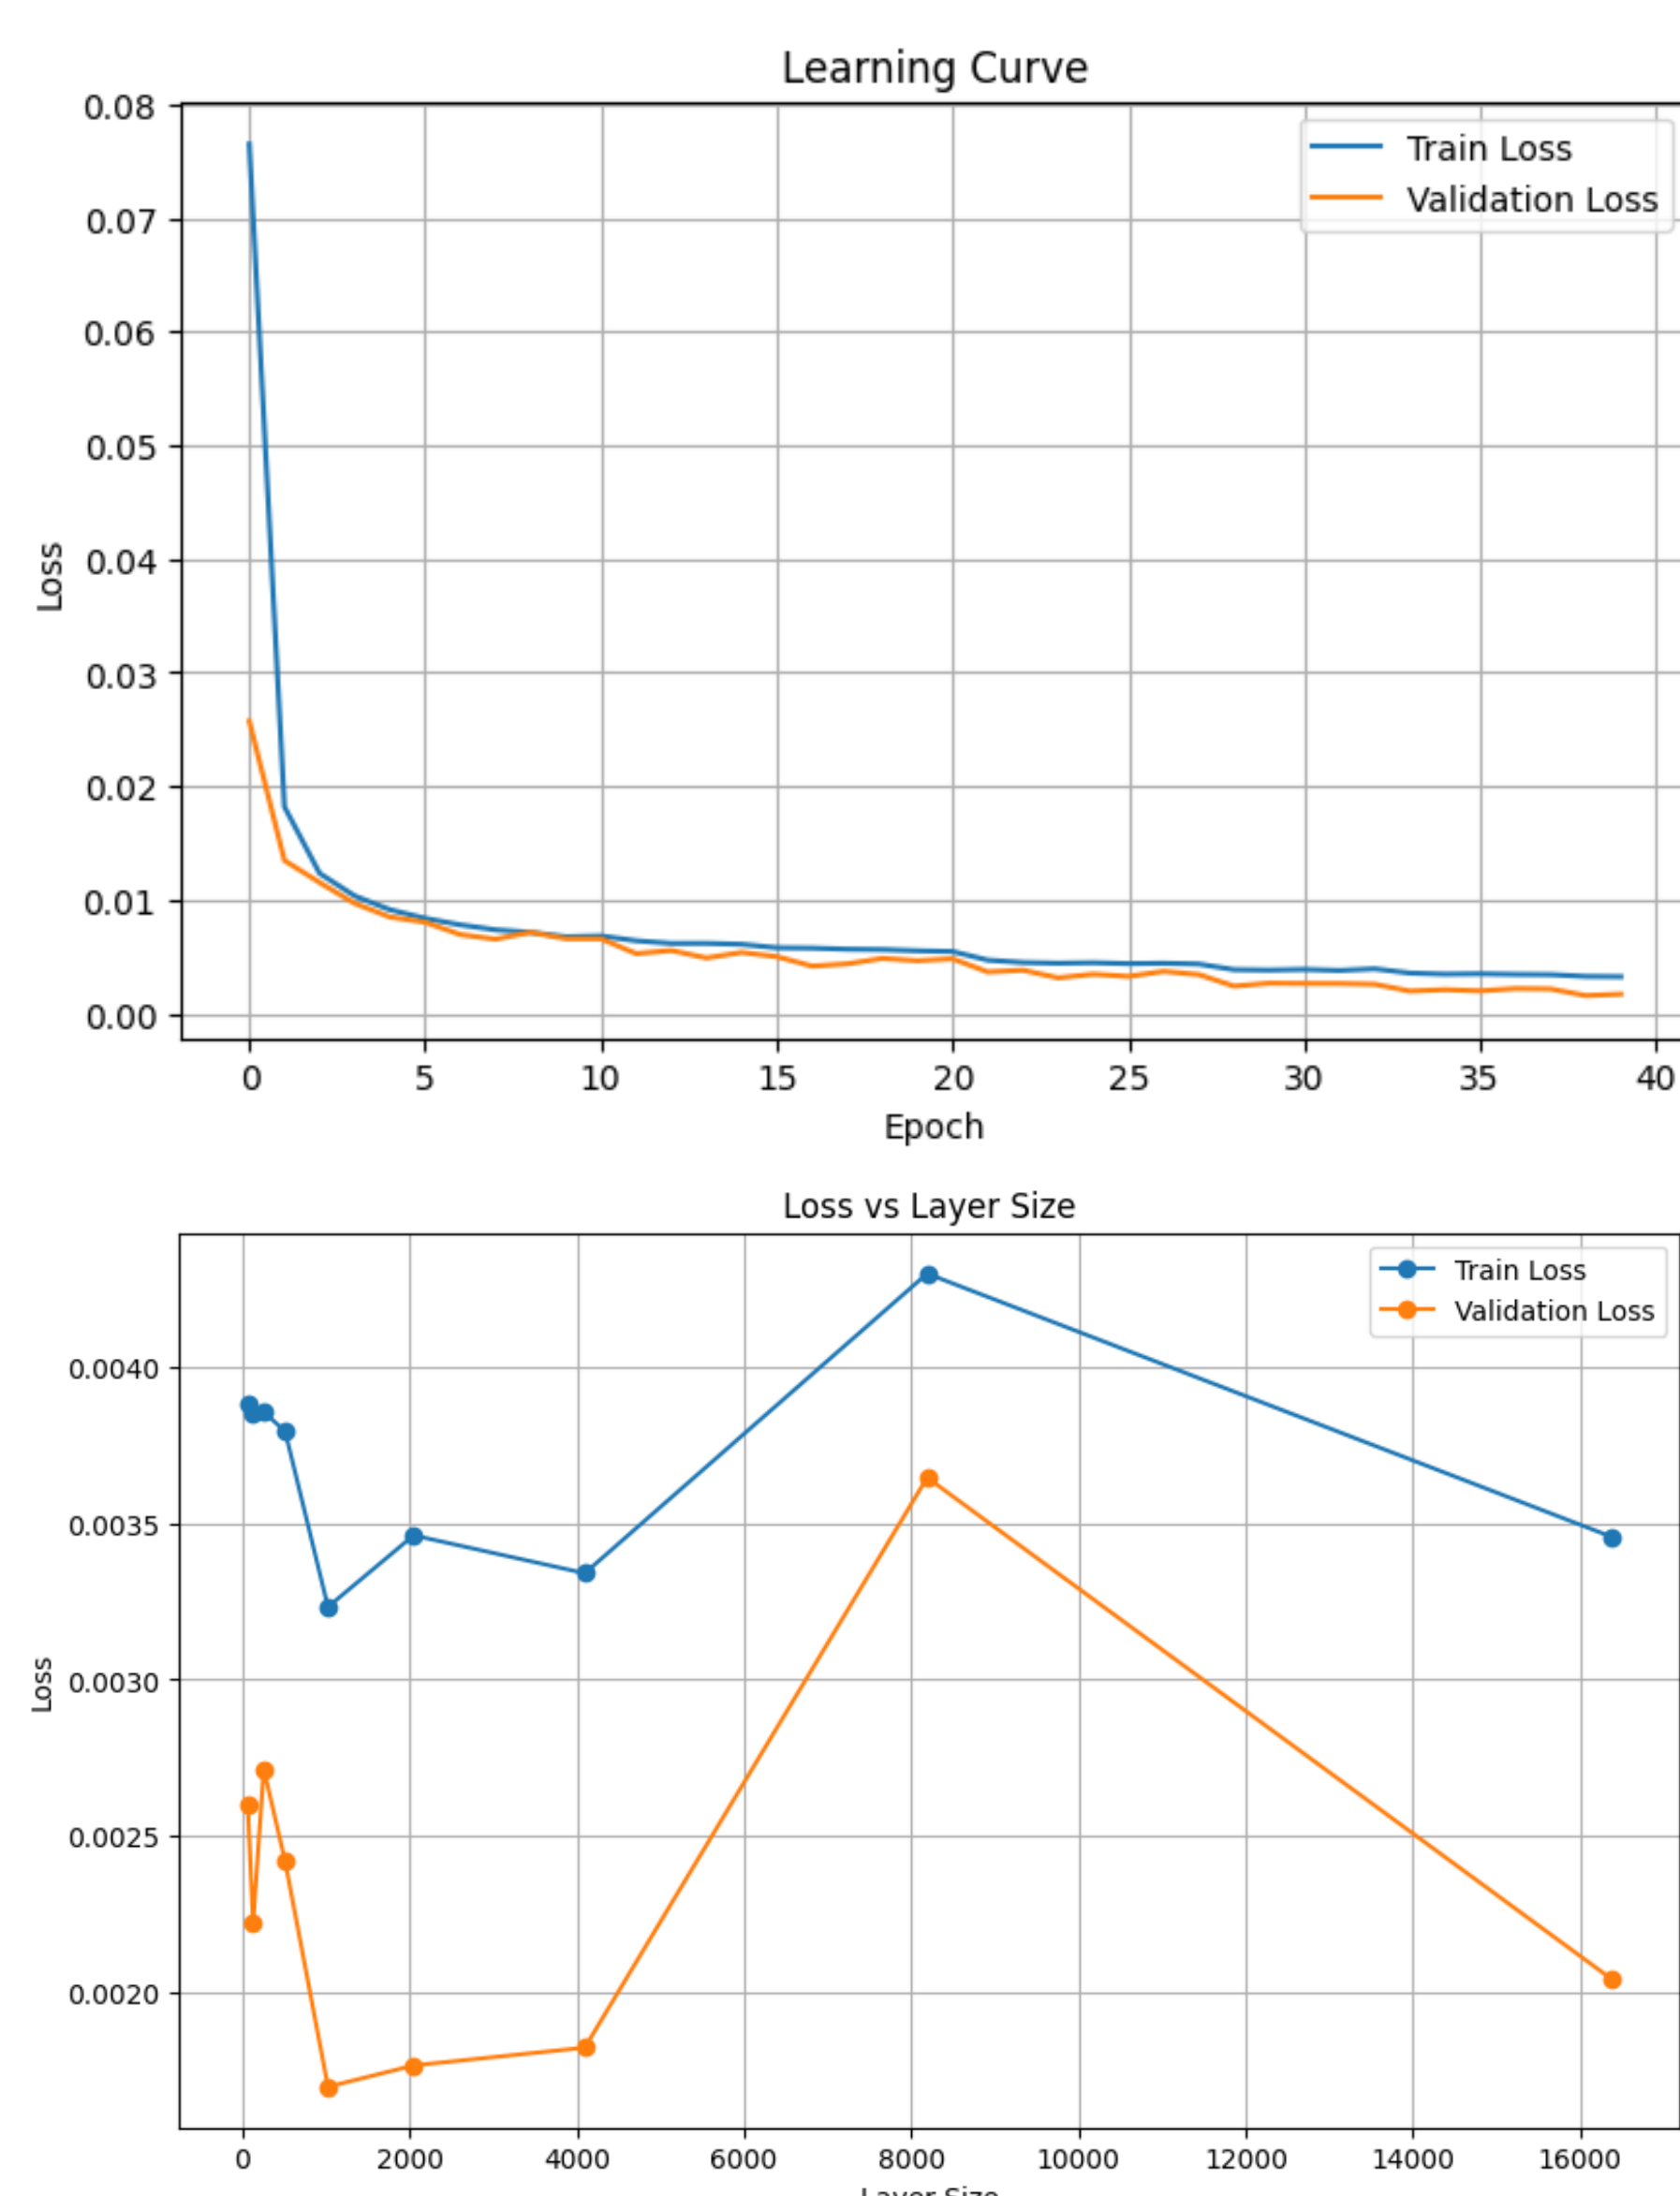 Learning Curve
Train Loss
Validation Loss
0.08
0.07
0.06
0.05
0.04
0.03
0.02
0.01
0.00
Loss
0 5 10 15 20 25 30 35 40
Epoch
Loss vs Layer Size
Train Loss
Validation Loss
0.0040
0.0035
0.0030
0.0025
0.0020
Loss
0 2000 4000 6000 8000 10000 12000 14000 16000
Layer Size